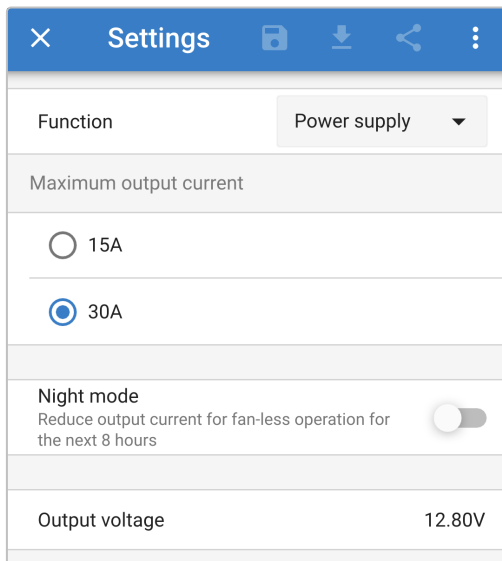 Settings
Function
Power supply
Maximum output current
15A
30A
Night mode
Reduce output current for fan-less operation for
the next 8 hours
Output voltage
12.80V